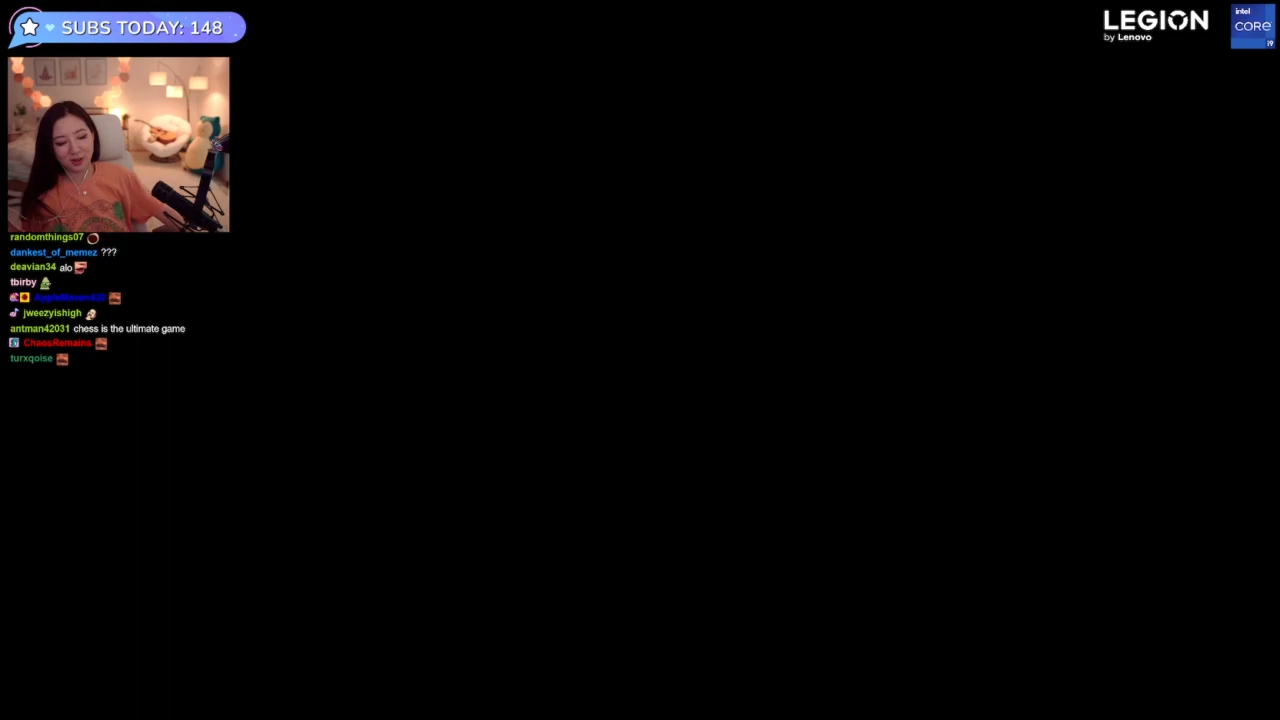 SUBS TODAY: 148
LEGION
by Lenovo
intel
CORE
i9
randomthings07
dankest_of_memez ???
deavian34 alo
tbirby
jweezyishigh
antman42031 chess is the ultimate game
ChaosRemains
turxqoise